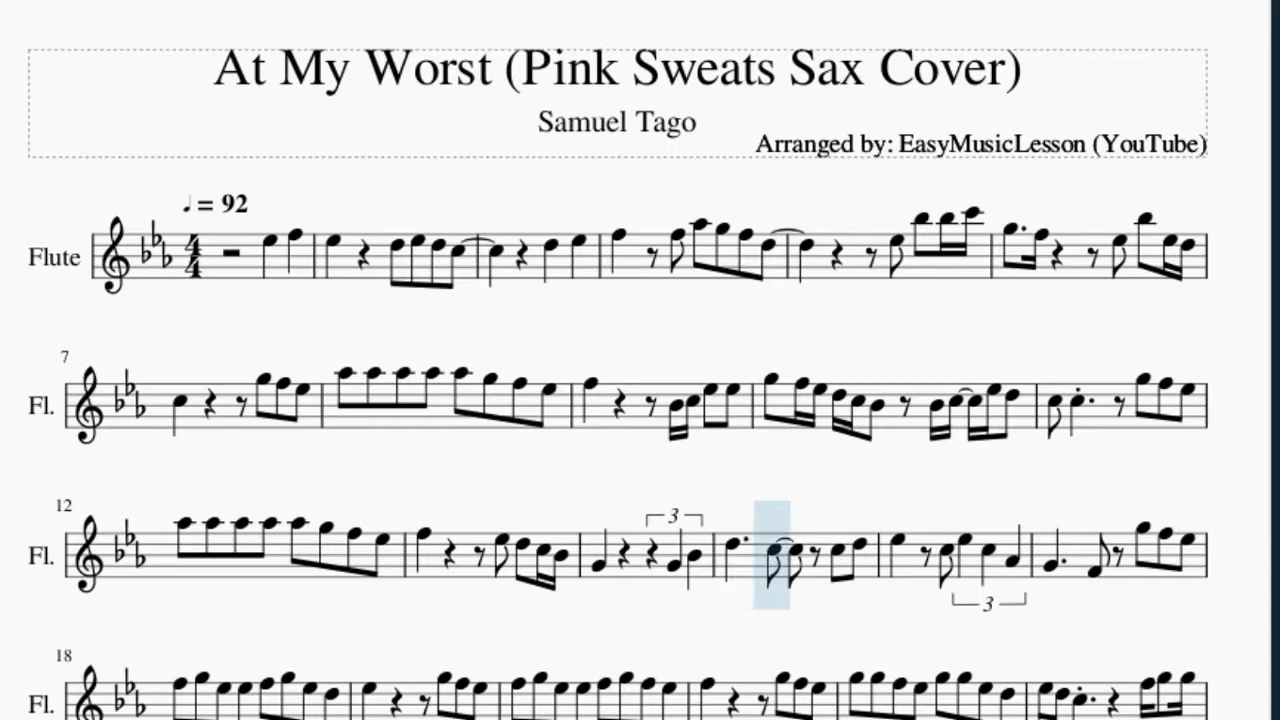 At My Worst (Pink Sweats Sax Cover)
Samuel Tago
Arranged by: EasyMusicLesson (YouTube)
♩ = 92
Flute
4
4
7
Fl.
12
Fl.
3
3
18
Fl.